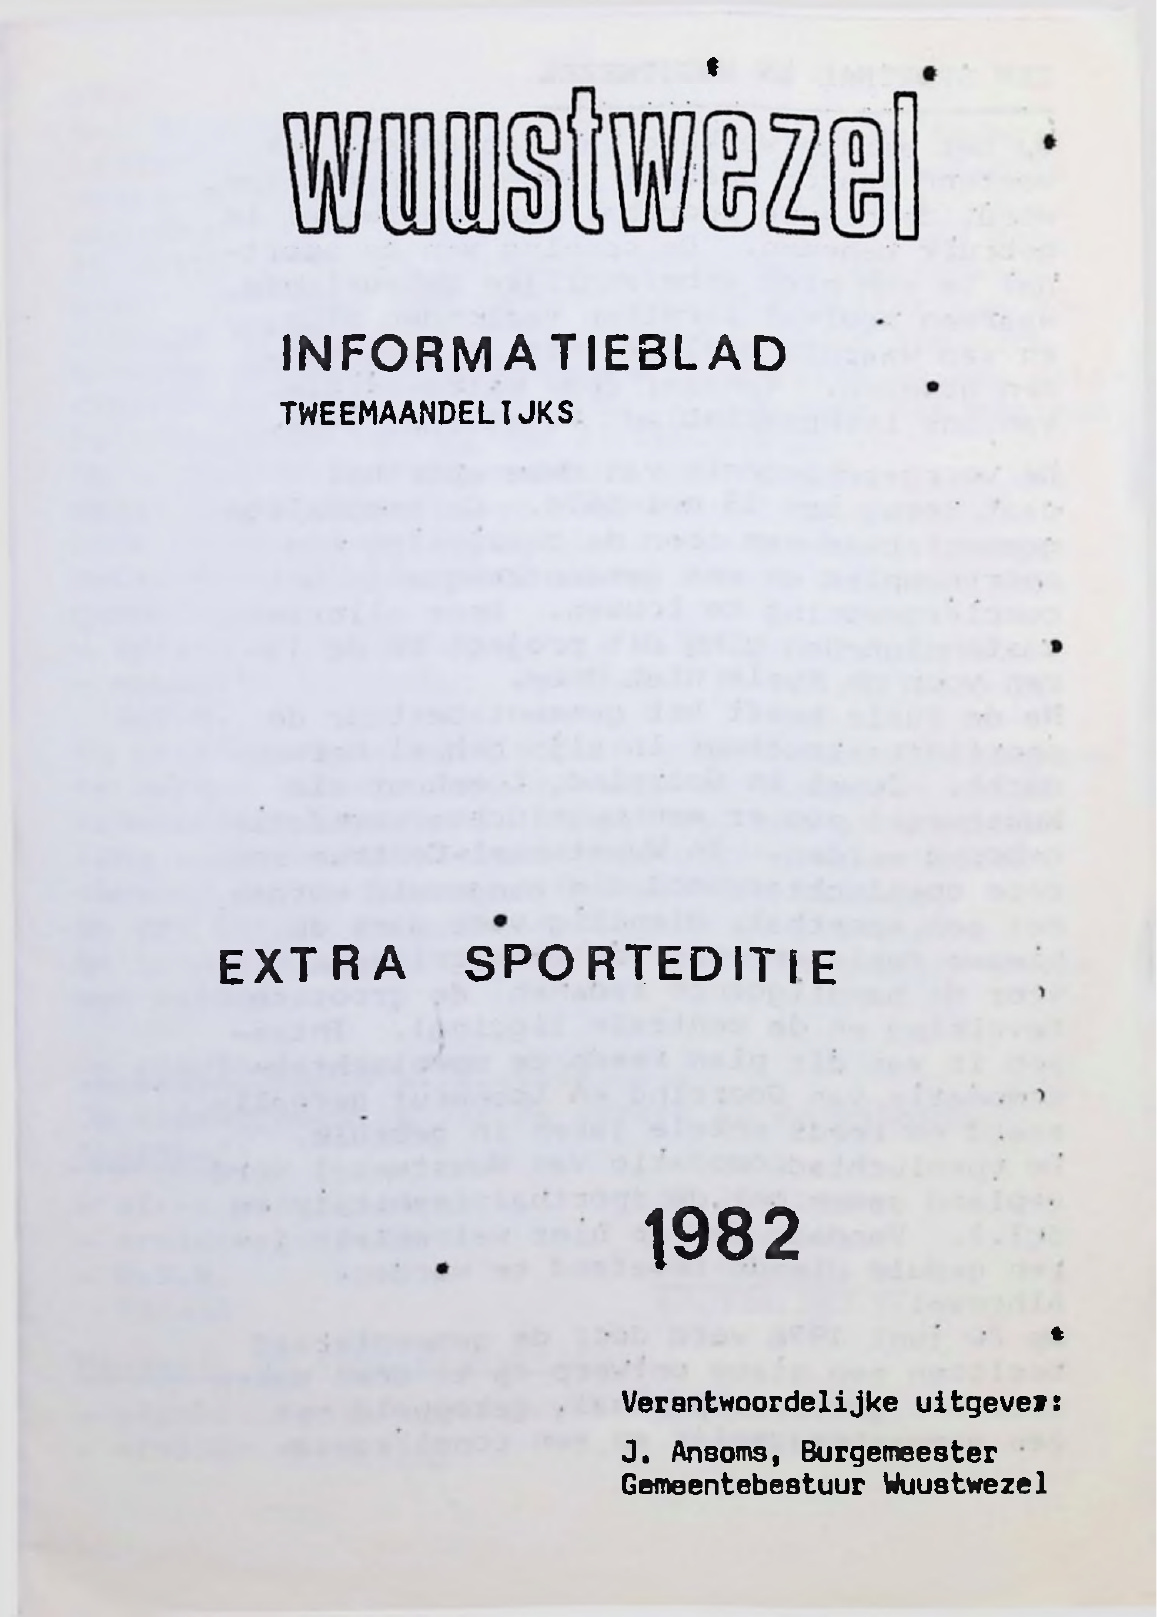 wuustwezel
INFORMATIEBLAD
TWEEMAANDELIJKS
EXTRA SPORTEDITIE
1982
Verantwoordelijke uitgever:
J. Ansoms, Burgemeester
Gemeentebestuur Wuustwezel